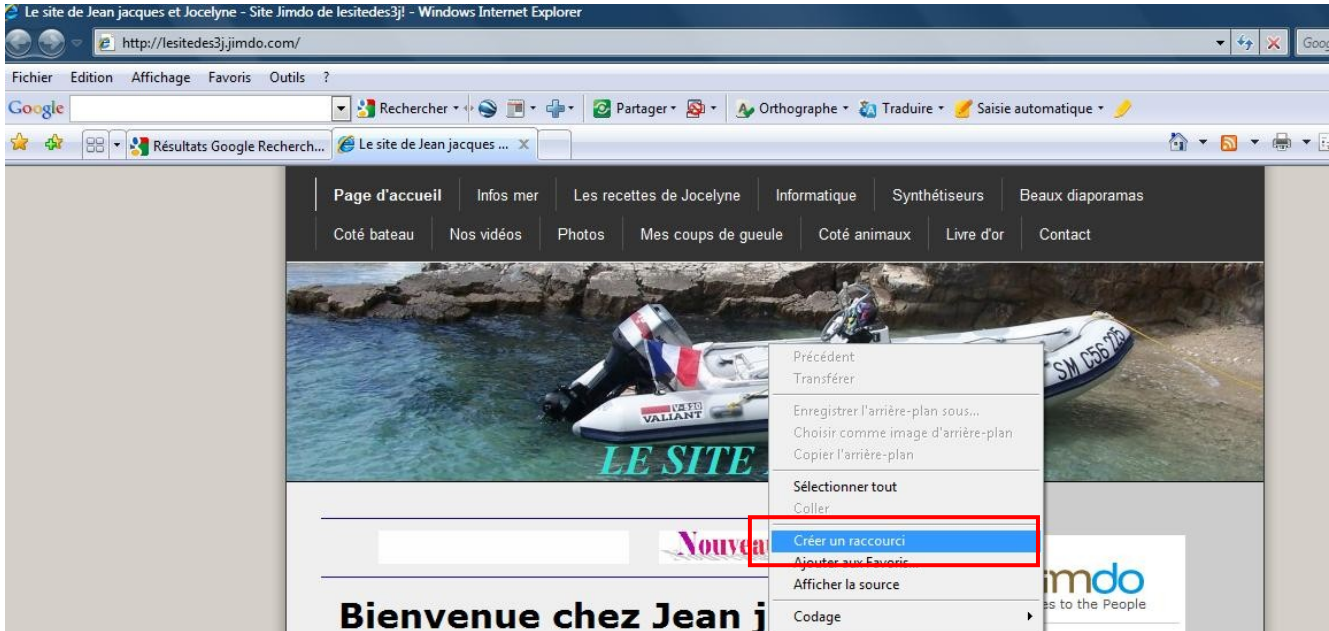 Le site de Jean jacques et Jocelyne - Site Jimdo de lesitedes3j! - Windows Internet Explorer
http://lesitedes3j.jimdo.com/ Goog
Fichier Edition Affichage Favoris Outils ?
Google Rechercher Partager Orthographe Traduire Saisie automatique
Résultats Google Recherch... Le site de Jean jacques ... X
Page d'accueil Infos mer Les recettes de Jocelyne Informatique Synthétiseurs Beaux diaporamas
Coté bateau Nos vidéos Photos Mes coups de gueule Coté animaux Livre d'or Contact
SM C56225
V-320
VALIANT
LE SITE
Précédent
Transférer
Enregistrer l'arrière-plan sous...
Choisir comme image d'arrière-plan
Copier l'arrière-plan
Sélectionner tout
Coller
Créer un raccourci
Ajouter aux Favoris...
Afficher la source
Codage
Nouvea
imdo
es to the People
Bienvenue chez Jean j